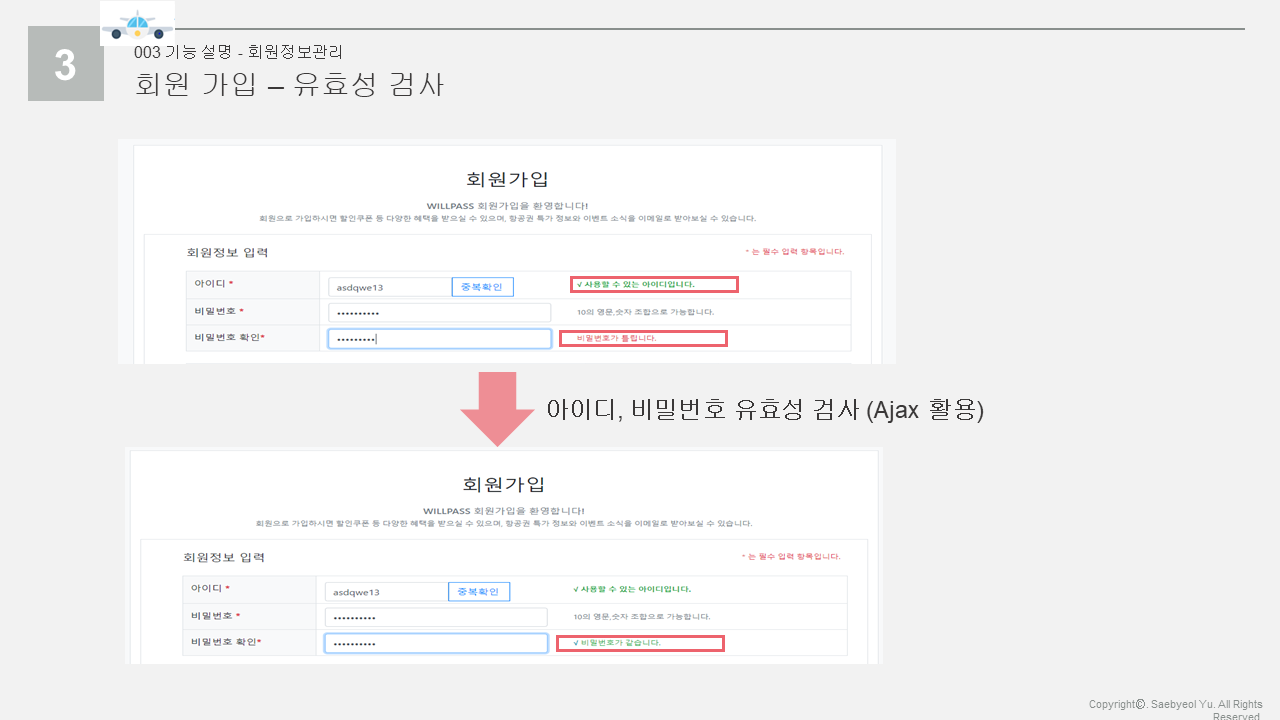 3
003 기능 설명 - 회원정보관리
회원 가입 – 유효성 검사
회원가입
WILLPASS 회원가입을 환영합니다!
회원으로 가입하시면 할인쿠폰 등 다양한 혜택을 받으실 수 있으며, 항공권 특가 정보와 이벤트 소식을 이메일로 받아보실 수 있습니다.
회원정보 입력
* 는 필수 입력 항목입니다.
아이디 * asdqwe13 중복확인 √ 사용할 수 있는 아이디입니다.
비밀번호 * •••••••••• 10의 영문,숫자 조합으로 가능합니다.
비밀번호 확인* ••••••••• 비밀번호가 틀립니다.
아이디, 비밀번호 유효성 검사 (Ajax 활용)
회원가입
WILLPASS 회원가입을 환영합니다!
회원으로 가입하시면 할인쿠폰 등 다양한 혜택을 받으실 수 있으며, 항공권 특가 정보와 이벤트 소식을 이메일로 받아보실 수 있습니다.
회원정보 입력
* 는 필수 입력 항목입니다.
아이디 * asdqwe13 중복확인 √ 사용할 수 있는 아이디입니다.
비밀번호 * •••••••••• 10의 영문,숫자 조합으로 가능합니다.
비밀번호 확인* •••••••••• √ 비밀번호가 같습니다.
Copyright©. Saebyeol Yu. All Rights
Reserved.